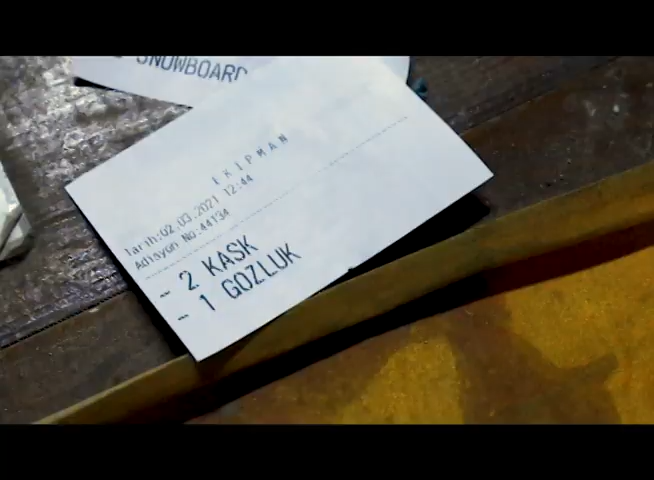 SNOWBOARD
EKIPMAN
Tarih:02.03.2021 12:44
Adisyon No:44134
- 2 KASK
- 1 GOZLUK